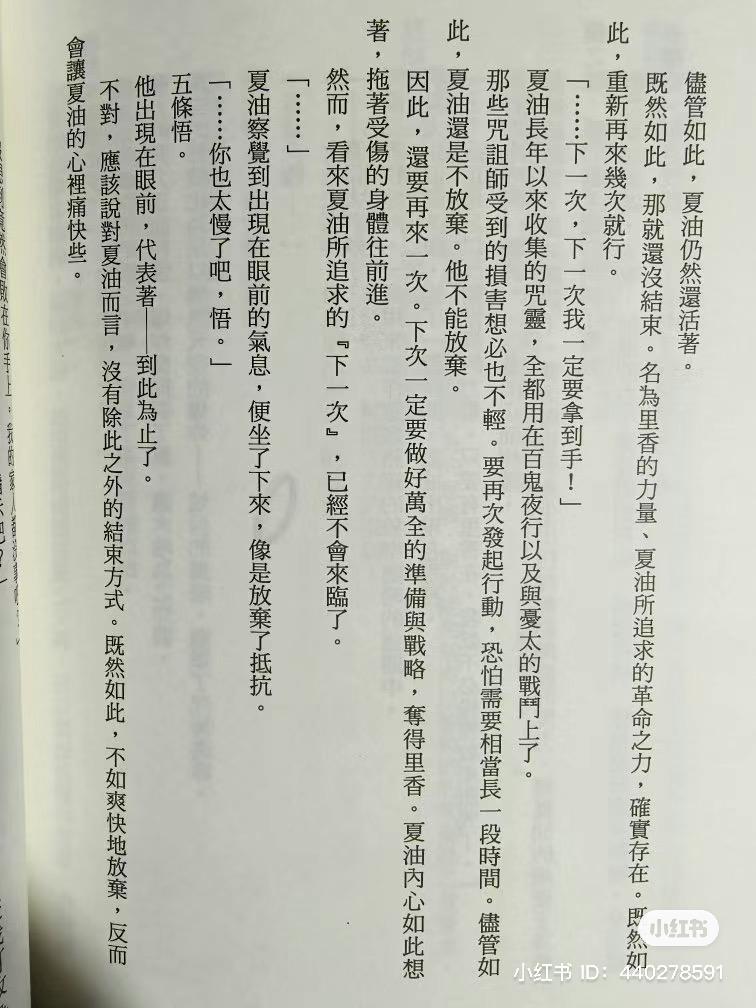 儘管如此，夏油仍然還活著。
既然如此，那就還沒結束。名為里香的力量、夏油所追求的革命之力，確實存在。既然如
此，重新再來幾次就行。
「……下一次，下一次我一定要拿到手！」
夏油長年以來收集的咒靈，全都用在百鬼夜行以及與憂太的戰鬥上了。
那些咒詛師受到的損害想必也不輕。要再次發起行動，恐怕需要相當長一段時間。儘管如
此，夏油還是不放棄。他不能放棄。
因此，還要再來一次。下次一定要做好萬全的準備與戰略，奪得里香。夏油內心如此想
著，拖著受傷的身體往前進。
然而，看來夏油所追求的『下一次』，已經不會來臨了。
「……」
夏油察覺到出現在眼前的氣息，便坐了下來，像是放棄了抵抗。
「……你也太慢了吧，悟。」
五條悟。
他出現在眼前，代表著——到此為止了。
不對，應該說對夏油而言，沒有除此之外的結束方式。既然如此，不如爽快地放棄，反而
會讓夏油的心裡痛快些。
小红书
小红书 ID：440278591